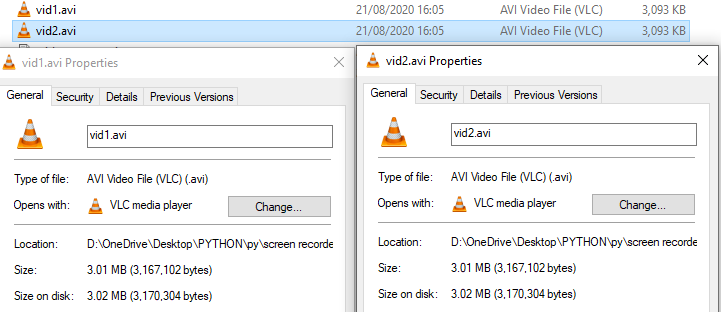 vid1.avi 21/08/2020 16:05 AVI Video File (VLC) 3,093 KB
vid2.avi 21/08/2020 16:05 AVI Video File (VLC) 3,093 KB
vid1.avi Properties
General Security Details Previous Versions
vid1.avi
Type of file: AVI Video File (VLC) (.avi)
Opens with: VLC media player Change...
Location: D:\OneDrive\Desktop\PYTHON\py\screen recorde
Size: 3.01 MB (3,167,102 bytes)
Size on disk: 3.02 MB (3,170,304 bytes)
vid2.avi Properties
General Security Details Previous Versions
vid2.avi
Type of file: AVI Video File (VLC) (.avi)
Opens with: VLC media player Change...
Location: D:\OneDrive\Desktop\PYTHON\py\screen recorde
Size: 3.01 MB (3,167,102 bytes)
Size on disk: 3.02 MB (3,170,304 bytes)